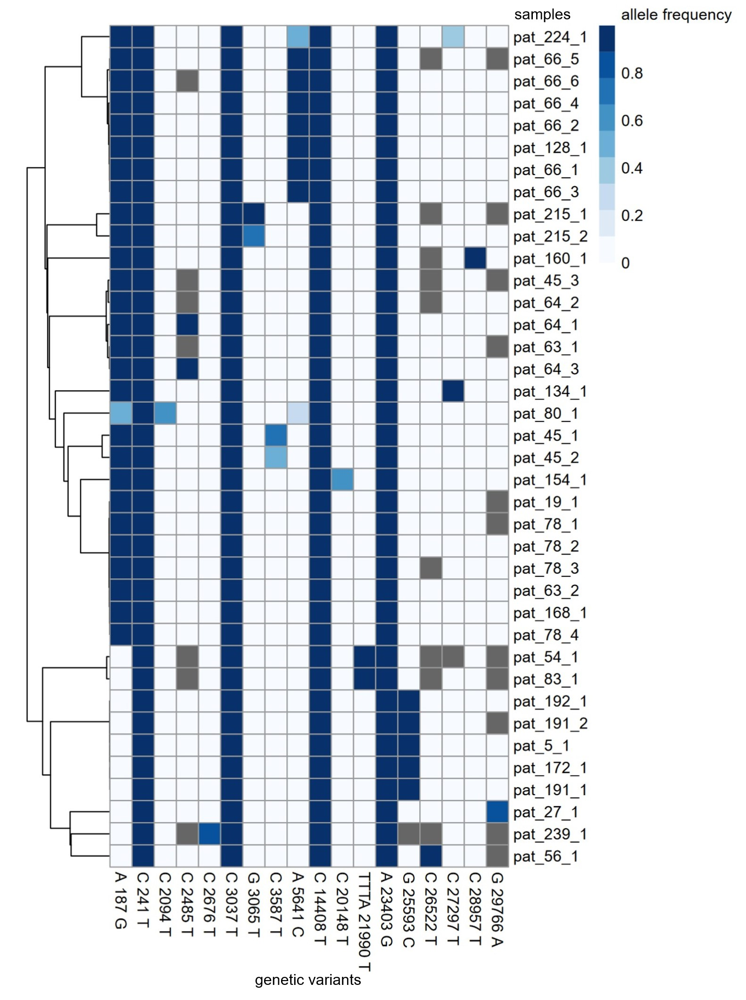 samples
allele frequency
pat_224_1
pat_66_5
pat_66_6
pat_66_4
pat_66_2
pat_128_1
pat_66_1
pat_66_3
pat_215_1
pat_215_2
pat_160_1
pat_45_3
pat_64_2
pat_64_1
pat_63_1
pat_64_3
pat_134_1
pat_80_1
pat_45_1
pat_45_2
pat_154_1
pat_19_1
pat_78_1
pat_78_2
pat_78_3
pat_63_2
pat_168_1
pat_78_4
pat_54_1
pat_83_1
pat_192_1
pat_191_2
pat_5_1
pat_172_1
pat_191_1
pat_27_1
pat_239_1
pat_56_1
0.8
0.6
0.4
0.2
0
A 187 G
C 241 T
C 2094 T
C 2485 T
C 2676 T
C 3037 T
G 3065 T
C 3587 T
A 5641 C
C 14408 T
C 20148 T
TTTA 21990 T
A 23403 G
G 25593 C
C 26522 T
C 27297 T
C 28957 T
G 29766 A
genetic variants